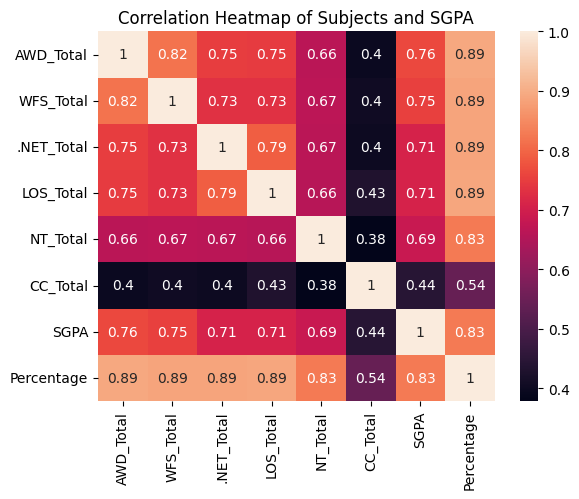 Correlation Heatmap of Subjects and SGPA
AWD_Total 1 0.82 0.75 0.75 0.66 0.4 0.76 0.89
WFS_Total 0.82 1 0.73 0.73 0.67 0.4 0.75 0.89
.NET_Total 0.75 0.73 1 0.79 0.67 0.4 0.71 0.89
LOS_Total 0.75 0.73 0.79 1 0.66 0.43 0.71 0.89
NT_Total 0.66 0.67 0.67 0.66 1 0.38 0.69 0.83
CC_Total 0.4 0.4 0.4 0.43 0.38 1 0.44 0.54
SGPA 0.76 0.75 0.71 0.71 0.69 0.44 1 0.83
Percentage 0.89 0.89 0.89 0.89 0.83 0.54 0.83 1
AWD_Total WFS_Total .NET_Total LOS_Total NT_Total CC_Total SGPA Percentage
1.0
0.9
0.8
0.7
0.6
0.5
0.4